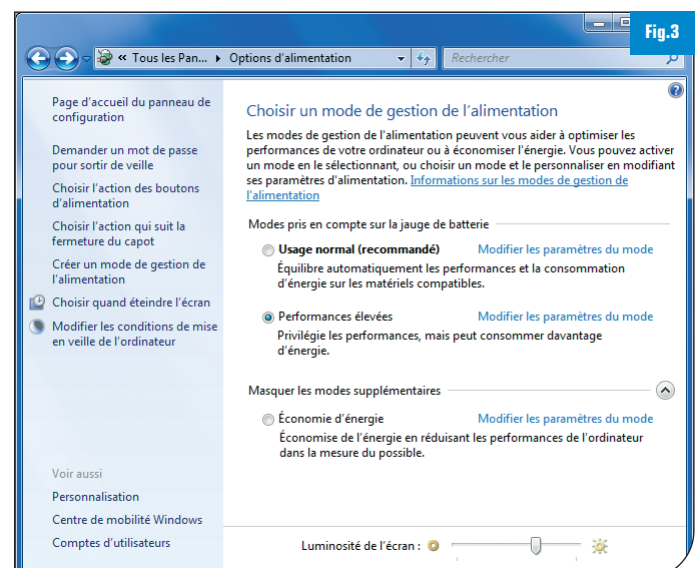 Fig.3
« Tous les Pan... ▸ Options d'alimentation
Rechercher
Page d'accueil du panneau de
configuration
Demander un mot de passe
pour sortir de veille
Choisir l'action des boutons
d'alimentation
Choisir l'action qui suit la
fermeture du capot
Créer un mode de gestion de
l'alimentation
Choisir quand éteindre l'écran
Modifier les conditions de mise
en veille de l'ordinateur
Voir aussi
Personnalisation
Centre de mobilité Windows
Comptes d'utilisateurs
Choisir un mode de gestion de l'alimentation
Les modes de gestion de l'alimentation peuvent vous aider à optimiser les
performances de votre ordinateur ou à économiser l'énergie. Vous pouvez activer
un mode en le sélectionnant, ou choisir un mode et le personnaliser en modifiant
ses paramètres d'alimentation. Informations sur les modes de gestion de
l'alimentation
Modes pris en compte sur la jauge de batterie
Usage normal (recommandé) Modifier les paramètres du mode
Équilibre automatiquement les performances et la consommation
d'énergie sur les matériels compatibles.
Performances élevées Modifier les paramètres du mode
Privilégie les performances, mais peut consommer davantage
d'énergie.
Masquer les modes supplémentaires
Économie d'énergie Modifier les paramètres du mode
Économise de l'énergie en réduisant les performances de l'ordinateur
dans la mesure du possible.
Luminosité de l'écran :